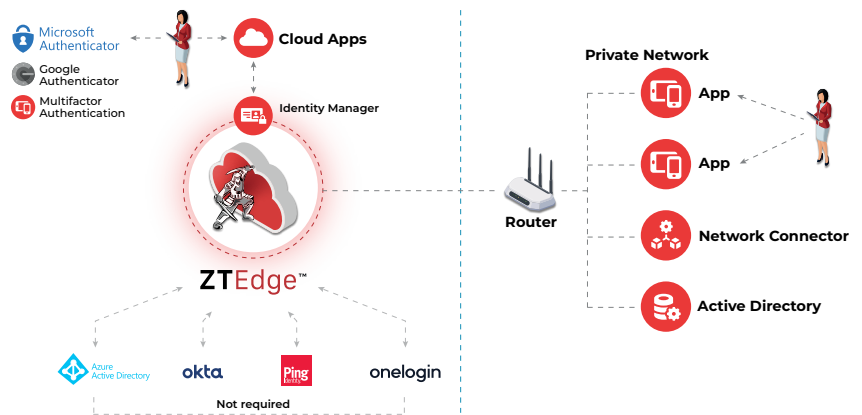 Microsoft
Authenticator
Google
Authenticator
Multifactor
Authentication
Cloud Apps
Identity Manager
ZTEdge™
Azure
Active Directory
okta
Ping
Identity
onelogin
Not required
Private Network
App
App
Router
Network Connector
Active Directory